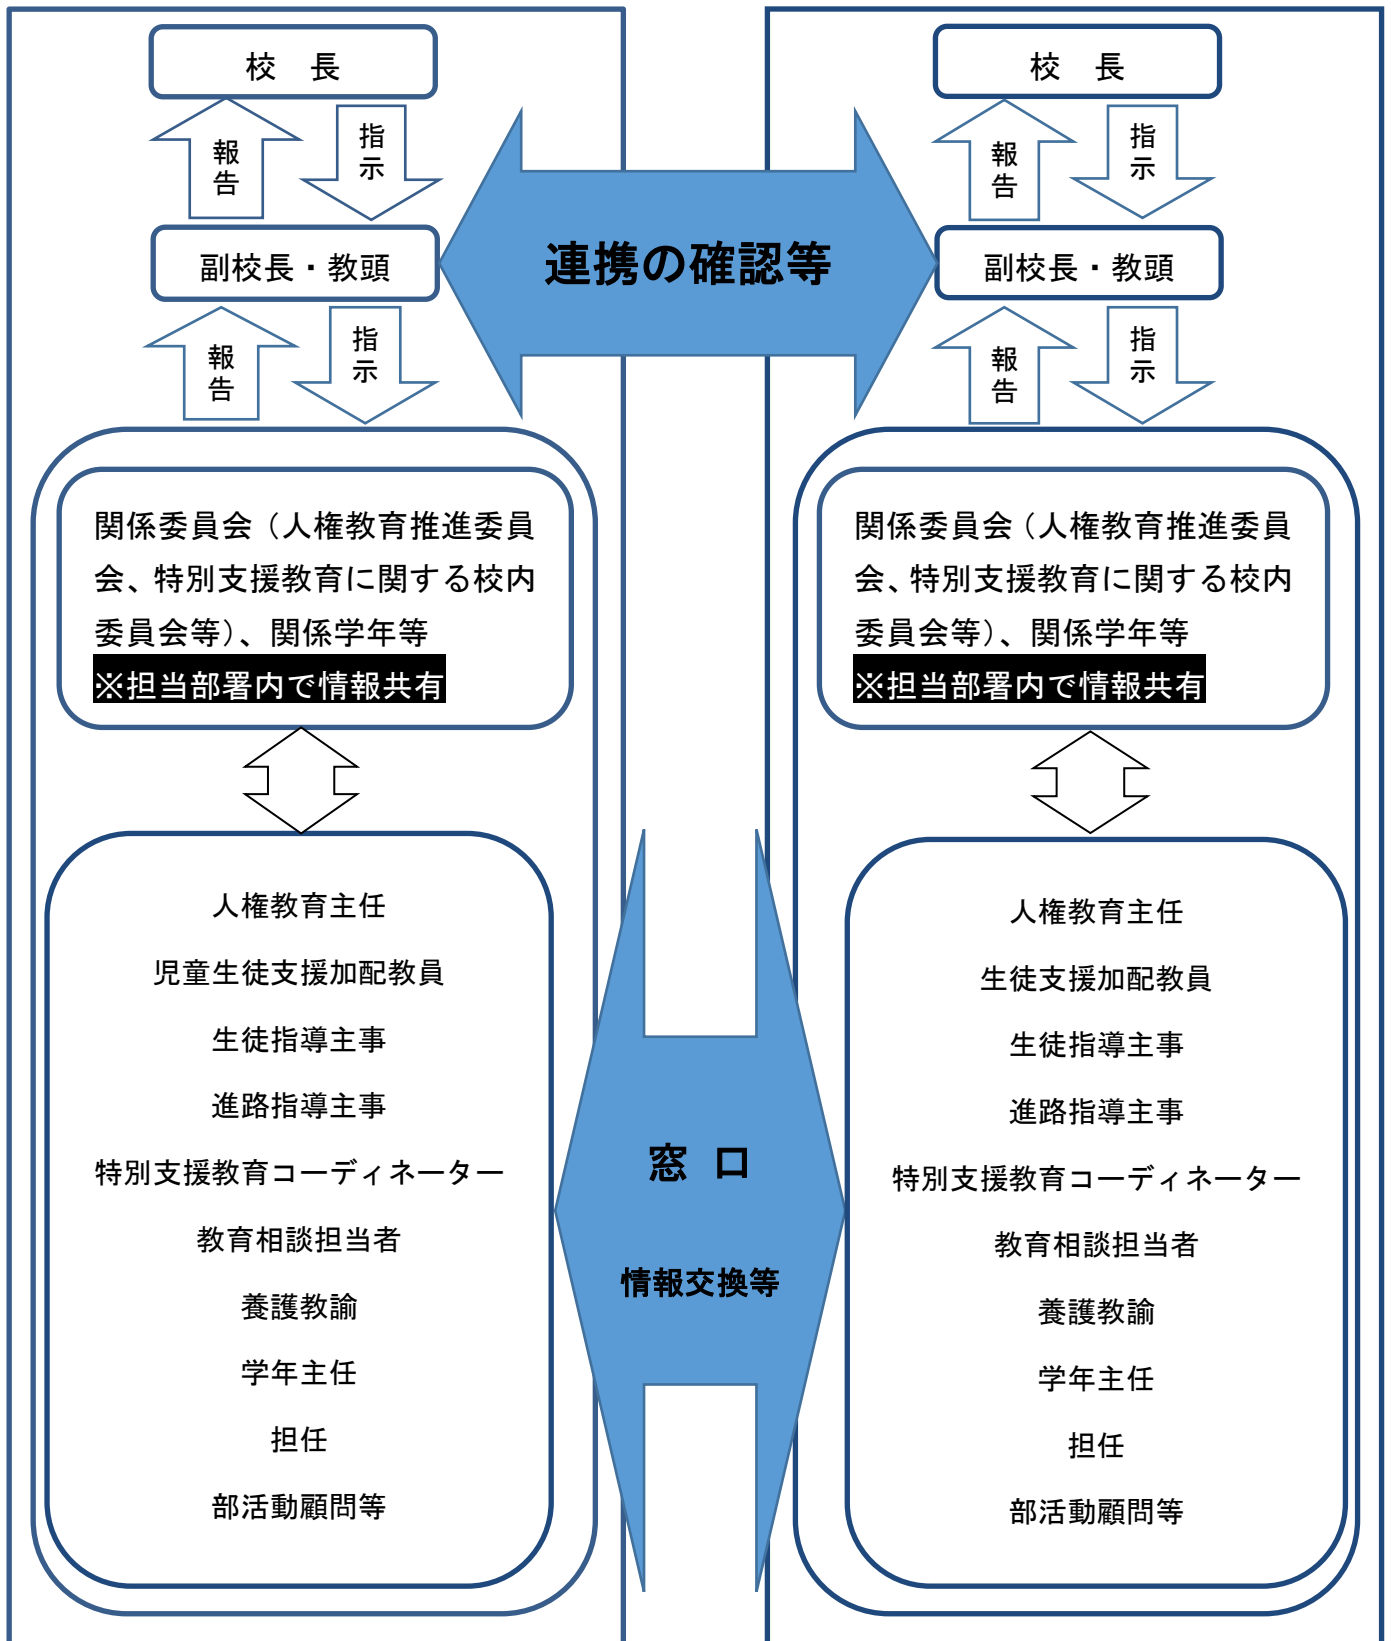 校　長
報告
指示
副校長・教頭
報告
指示
関係委員会（人権教育推進委員
会、特別支援教育に関する校内
委員会等）、関係学年等
※担当部署内で情報共有
人権教育主任
児童生徒支援加配教員
生徒指導主事
進路指導主事
特別支援教育コーディネーター
教育相談担当者
養護教諭
学年主任
担任
部活動顧問等
連携の確認等
窓　口
情報交換等
校　長
報告
指示
副校長・教頭
報告
指示
関係委員会（人権教育推進委員
会、特別支援教育に関する校内
委員会等）、関係学年等
※担当部署内で情報共有
人権教育主任
生徒支援加配教員
生徒指導主事
進路指導主事
特別支援教育コーディネーター
教育相談担当者
養護教諭
学年主任
担任
部活動顧問等